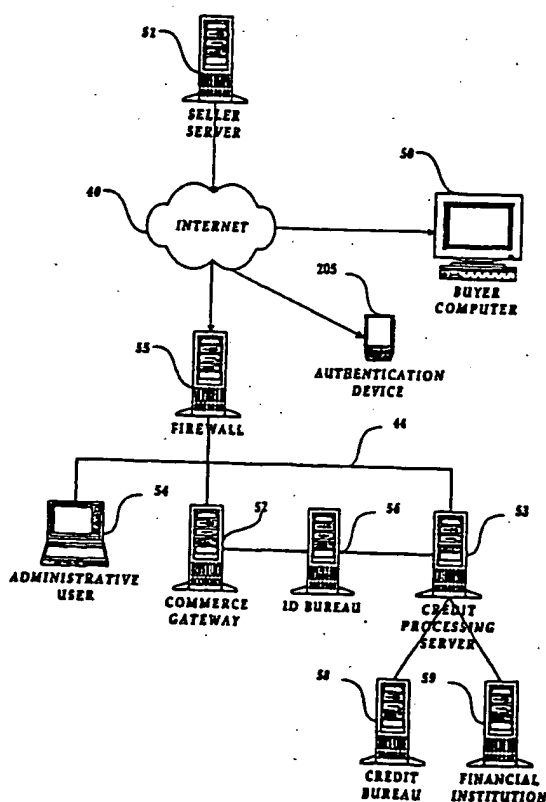 51
SELLER
SERVER
40
INTERNET
50
BUYER
COMPUTER
205
AUTHENTICATION
DEVICE
55
FIREWALL
44
54
ADMINISTRATIVE
USER
52
COMMERCE
GATEWAY
56
ID BUREAU
53
CREDIT
PROCESSING
SERVER
58
CREDIT
BUREAU
59
FINANCIAL
INSTITUTION